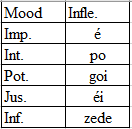 Mood Infle.
Imp. é
Int. po
Pot. goi
Jus. éi
Inf. zede